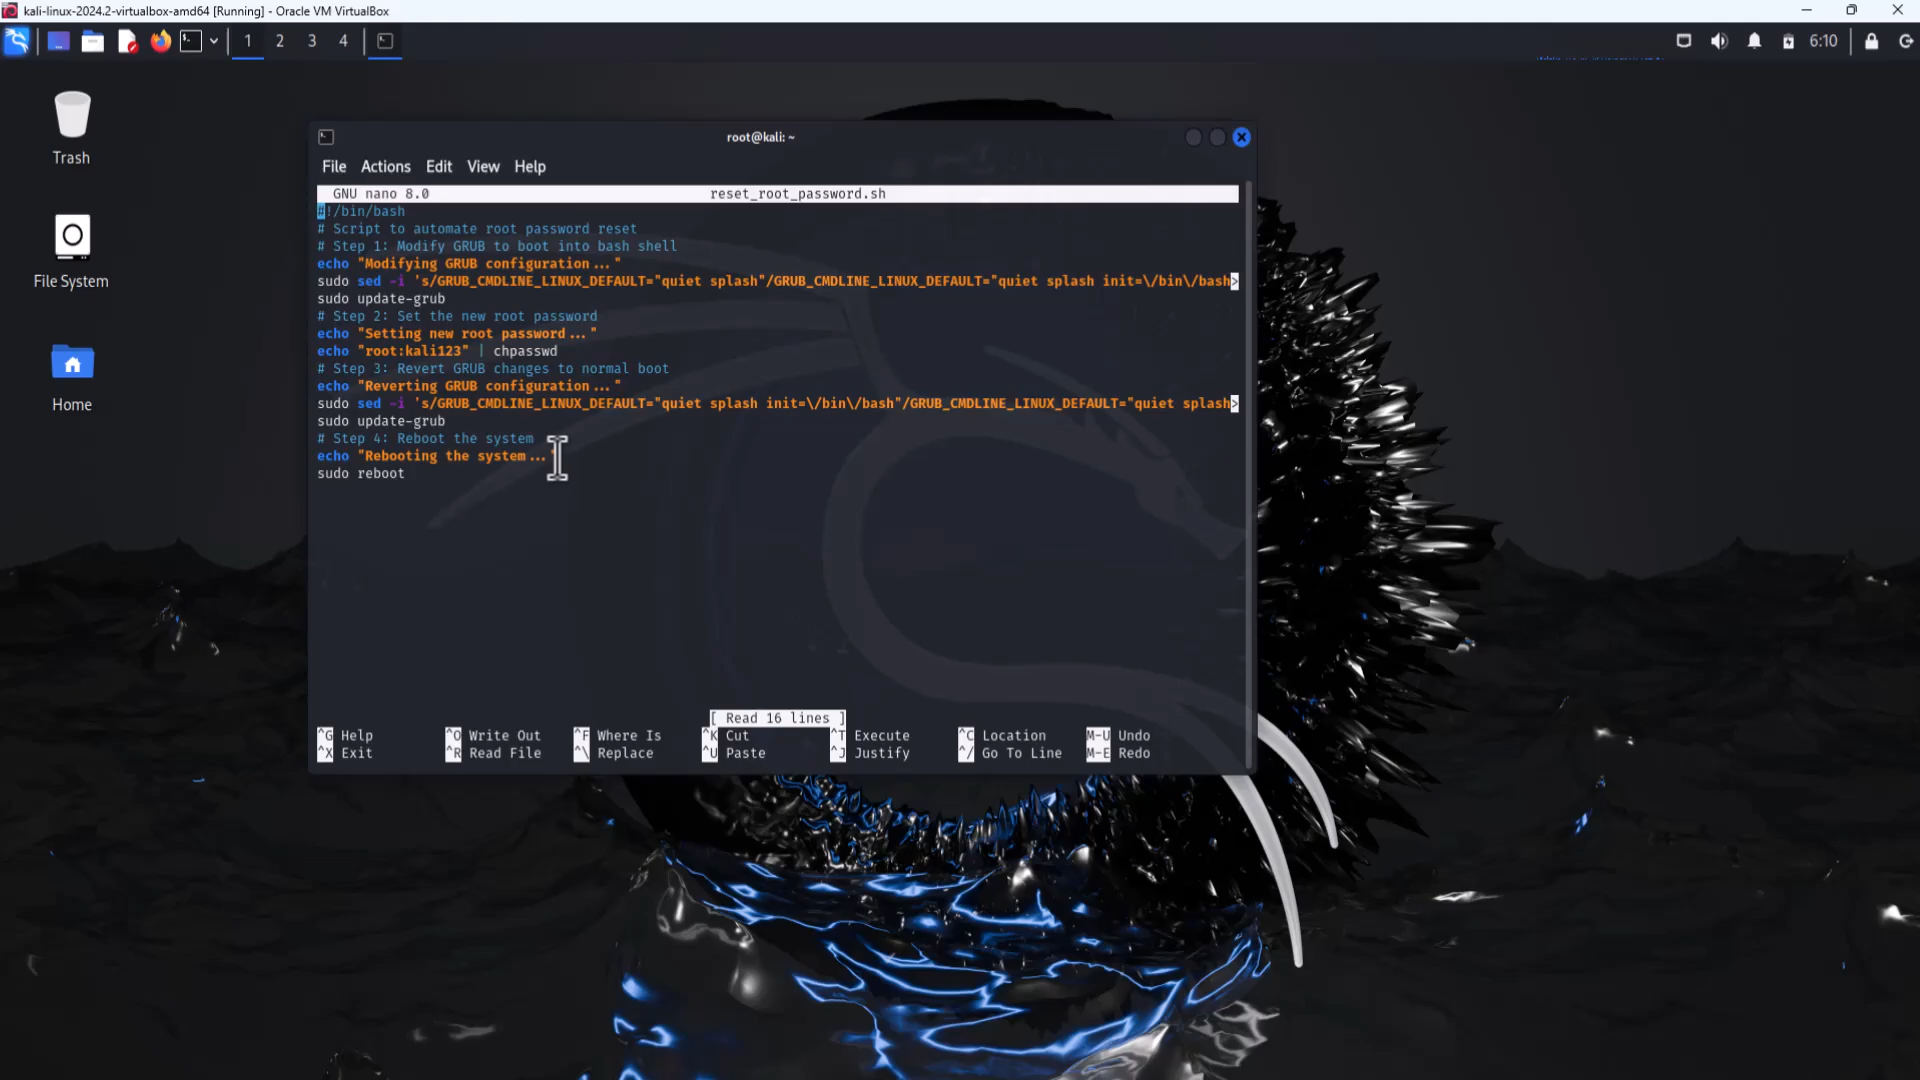 kali-linux-2024.2-virtualbox-amd64 [Running] - Oracle VM VirtualBox
1 2 3 4
6:10
Trash
File System
Home
root@kali: ~
File Actions Edit View Help
GNU nano 8.0 reset_root_password.sh
#!/bin/bash
# Script to automate root password reset
# Step 1: Modify GRUB to boot into bash shell
echo "Modifying GRUB configuration..."
sudo sed -i 's/GRUB_CMDLINE_LINUX_DEFAULT="quiet splash"/GRUB_CMDLINE_LINUX_DEFAULT="quiet splash init=\/bin\/bash>
sudo update-grub
# Step 2: Set the new root password
echo "Setting new root password..."
echo "root:kali123" | chpasswd
# Step 3: Revert GRUB changes to normal boot
echo "Reverting GRUB configuration..."
sudo sed -i 's/GRUB_CMDLINE_LINUX_DEFAULT="quiet splash init=\/bin\/bash"/GRUB_CMDLINE_LINUX_DEFAULT="quiet splash>
sudo update-grub
# Step 4: Reboot the system
echo "Rebooting the system..."
sudo reboot
[ Read 16 lines ]
^G Help ^O Write Out ^F Where Is ^K Cut ^T Execute ^C Location M-U Undo
^X Exit ^R Read File ^\ Replace ^U Paste ^J Justify ^/ Go To Line M-E Redo